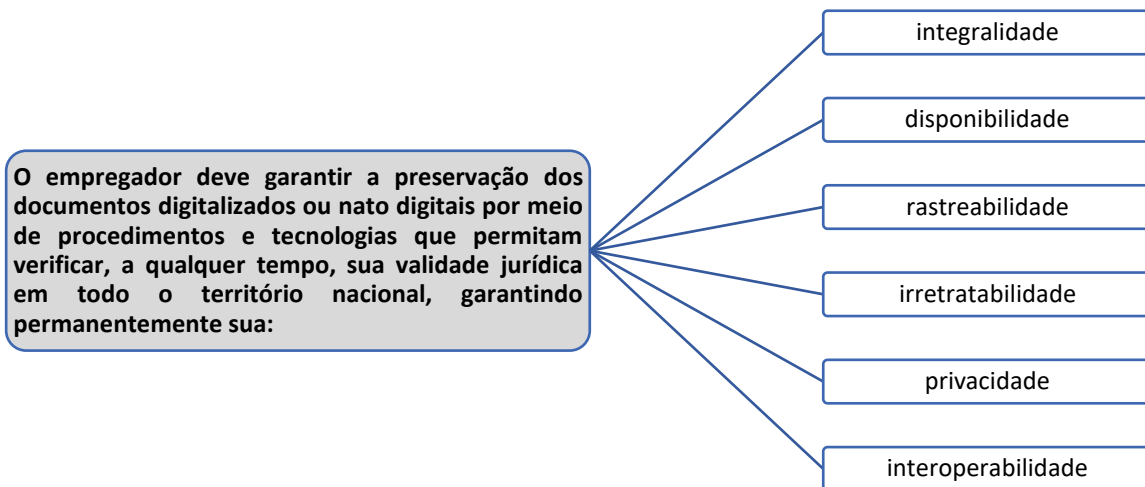 O empregador deve garantir a preservação dos
documentos digitalizados ou nato digitais por meio
de procedimentos e tecnologias que permitam
verificar, a qualquer tempo, sua validade jurídica
em todo o território nacional, garantindo
permanentemente sua:
integralidade
disponibilidade
rastreabilidade
irretratabilidade
privacidade
interoperabilidade